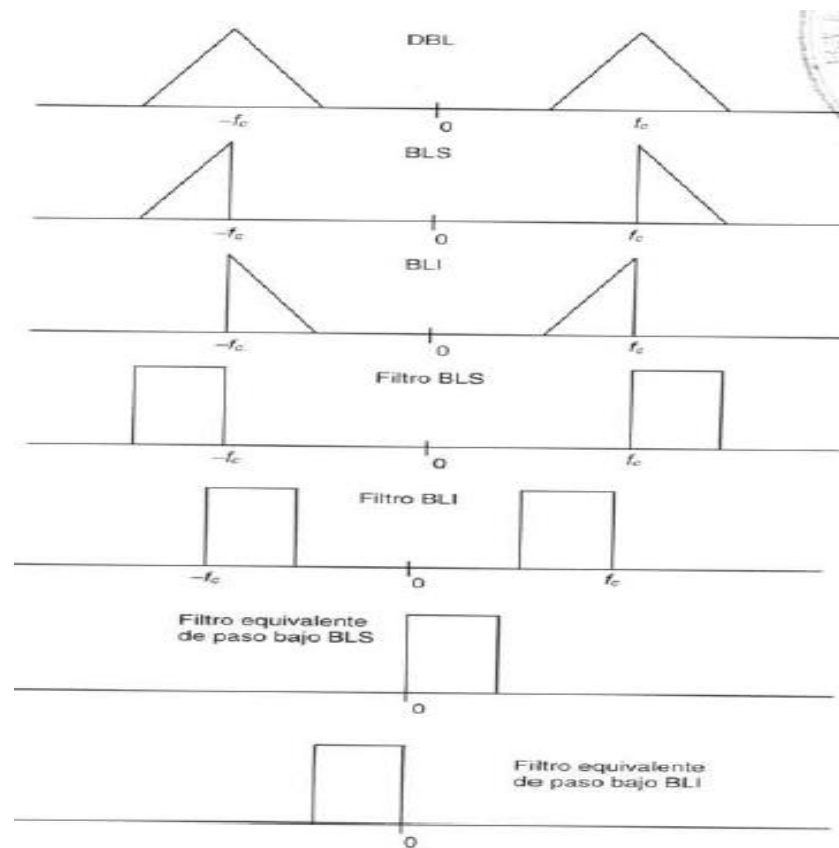 DBL
−fc
0
fc
BLS
−fc
0
fc
BLI
−fc
0
fc
Filtro BLS
−fc
0
fc
Filtro BLI
−fc
0
fc
Filtro equivalente
de paso bajo BLS
0
Filtro equivalente
de paso bajo BLI
0